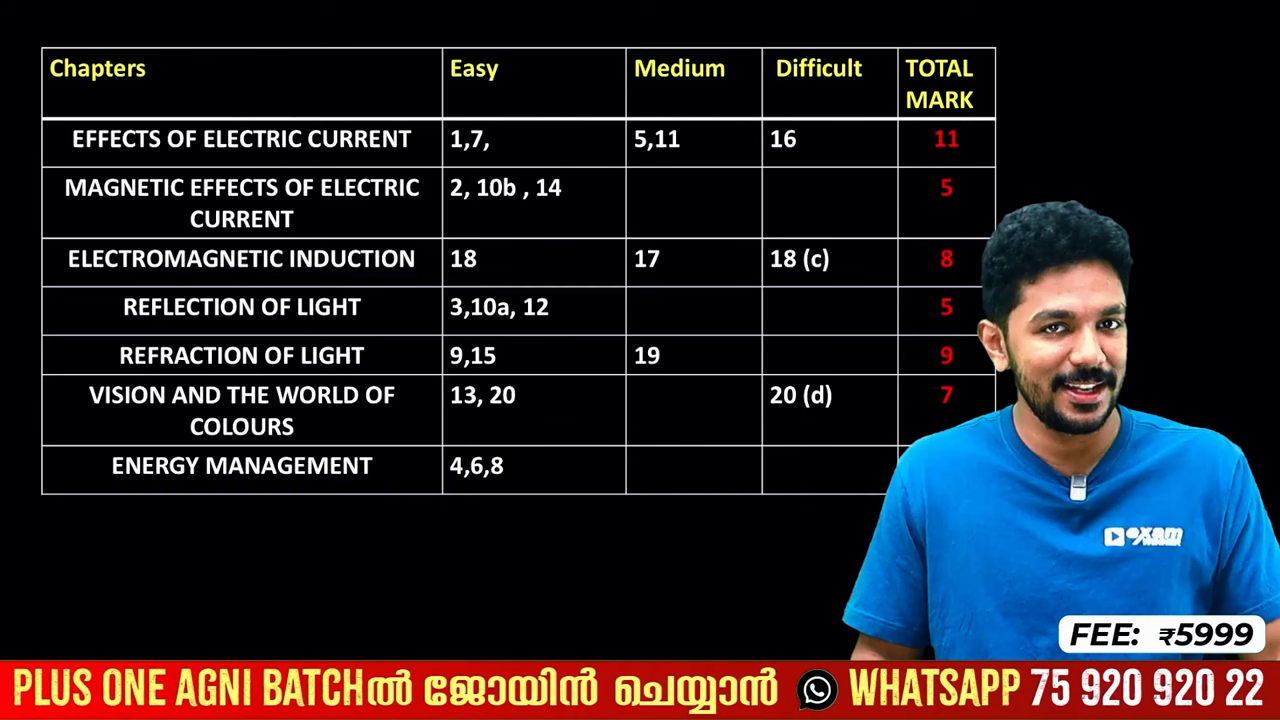 Chapters Easy Medium Difficult TOTAL MARK
EFFECTS OF ELECTRIC CURRENT 1,7, 5,11 16 11
MAGNETIC EFFECTS OF ELECTRIC CURRENT 2, 10b , 14 5
ELECTROMAGNETIC INDUCTION 18 17 18 (c) 8
REFLECTION OF LIGHT 3,10a, 12 5
REFRACTION OF LIGHT 9,15 19 9
VISION AND THE WORLD OF COLOURS 13, 20 20 (d) 7
ENERGY MANAGEMENT 4,6,8
exam
FEE: ₹5999
PLUS ONE AGNI BATCHൽ ജോയിൻ ചെയ്യാൻ WHATSAPP 75 920 920 22